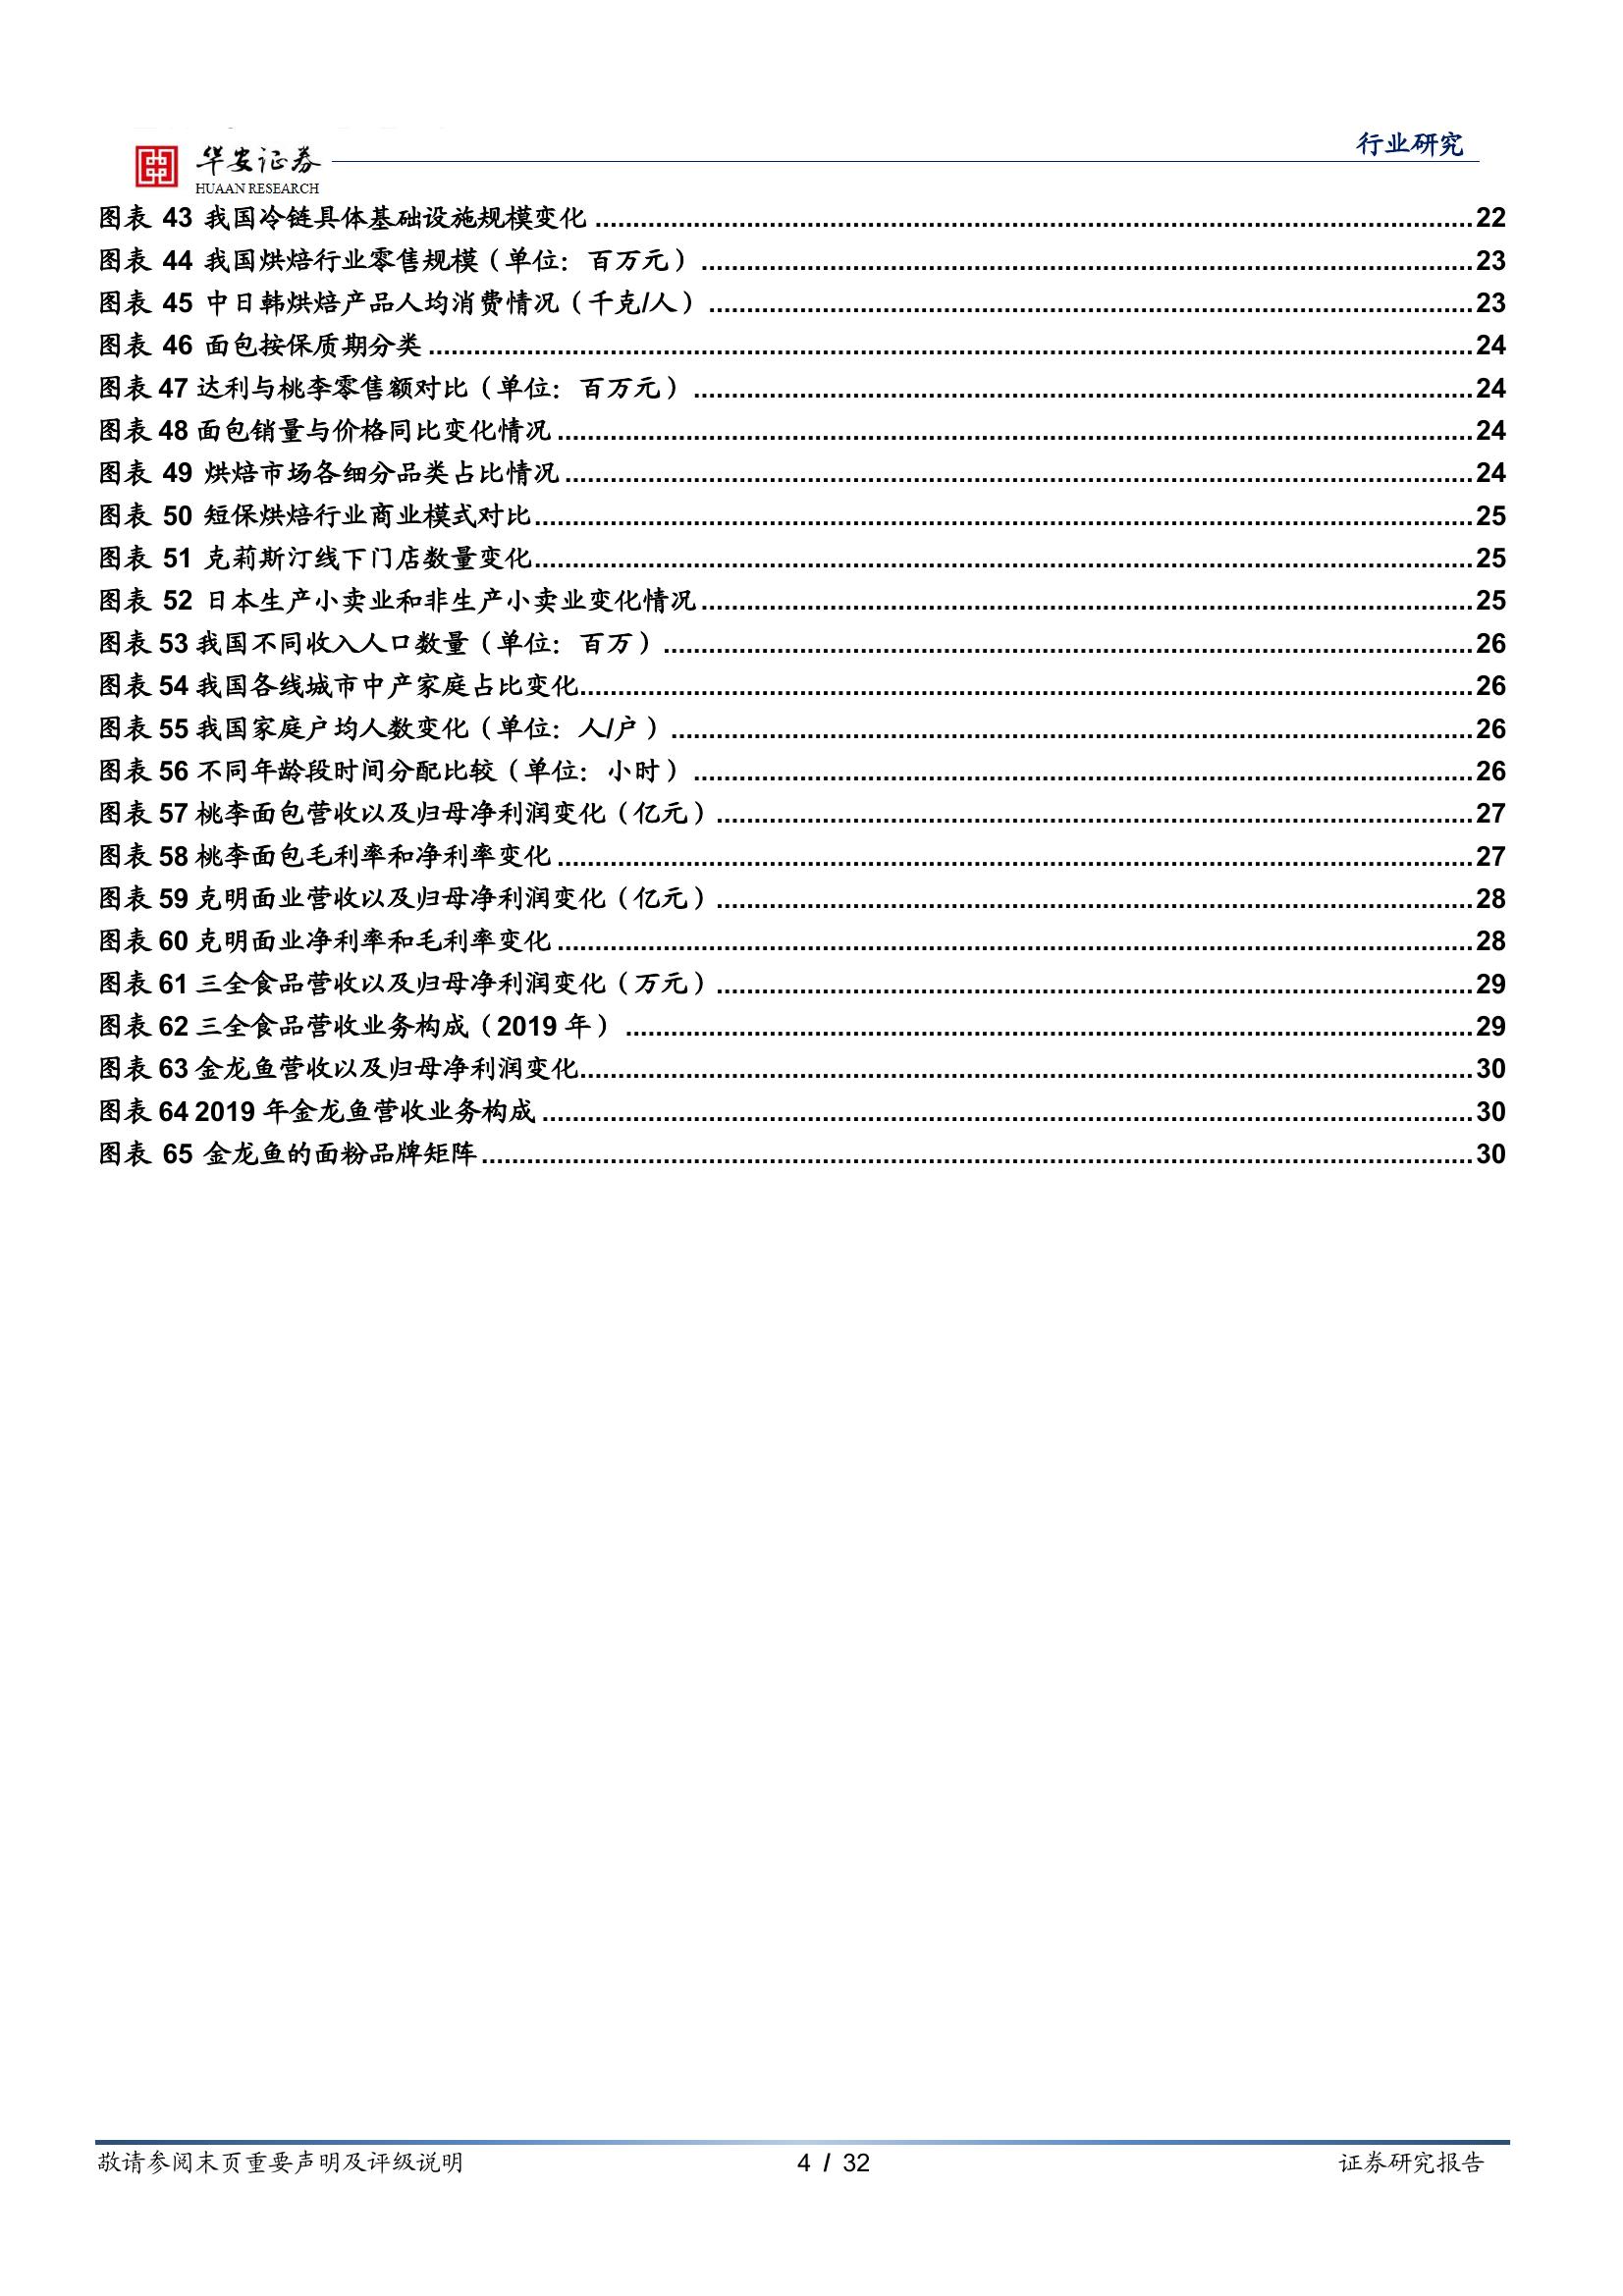 行业研究
华安证券
HUAAN RESEARCH
图表 43 我国冷链具体基础设施规模变化 ........ 22
图表 44 我国烘焙行业零售规模（单位：百万元） ........ 23
图表 45 中日韩烘焙产品人均消费情况（千克/人） ........ 23
图表 46 面包按保质期分类 ........ 24
图表 47 达利与桃李零售额对比（单位：百万元） ........ 24
图表 48 面包销量与价格同比变化情况 ........ 24
图表 49 烘焙市场各细分品类占比情况 ........ 24
图表 50 短保烘焙行业商业模式对比 ........ 25
图表 51 克莉斯汀线下门店数量变化 ........ 25
图表 52 日本生产小卖业和非生产小卖业变化情况 ........ 25
图表 53 我国不同收入人口数量（单位：百万） ........ 26
图表 54 我国各线城市中产家庭占比变化 ........ 26
图表 55 我国家庭户均人数变化（单位：人/户） ........ 26
图表 56 不同年龄段时间分配比较（单位：小时） ........ 26
图表 57 桃李面包营收以及归母净利润变化（亿元） ........ 27
图表 58 桃李面包毛利率和净利率变化 ........ 27
图表 59 克明面业营收以及归母净利润变化（亿元） ........ 28
图表 60 克明面业净利率和毛利率变化 ........ 28
图表 61 三全食品营收以及归母净利润变化（万元） ........ 29
图表 62 三全食品营收业务构成（2019 年） ........ 29
图表 63 金龙鱼营收以及归母净利润变化 ........ 30
图表 64 2019 年金龙鱼营收业务构成 ........ 30
图表 65 金龙鱼的面粉品牌矩阵 ........ 30
敬请参阅末页重要声明及评级说明
4 / 32
证券研究报告